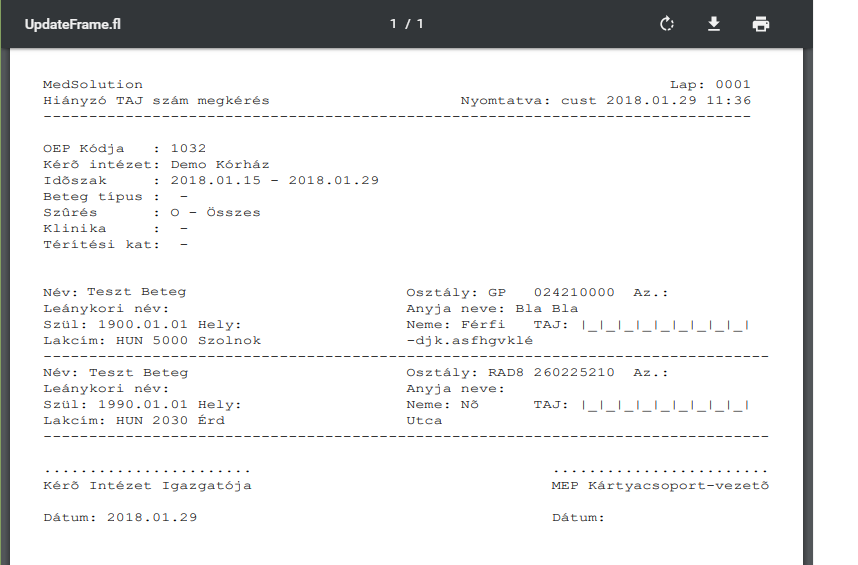 UpdateFrame.fl 1 / 1
MedSolution Lap: 0001
Hiányzó TAJ szám megkérés Nyomtatva: cust 2018.01.29 11:36
-------------------------------------------------------------------------------
OEP Kódja : 1032
Kérõ intézet: Demo Kórház
Idõszak : 2018.01.15 - 2018.01.29
Beteg típus : -
Szûrés : O - Összes
Klinika : -
Térítési kat: -
Név: Teszt Beteg Osztály: GP 024210000 Az.:
Leánykori név: Anyja neve: Bla Bla
Szül: 1900.01.01 Hely: Neme: Férfi TAJ: |_|_|_|_|_|_|_|_|_|
Lakcím: HUN 5000 Szolnok -djk.asfhgvklé
---------------------------------------------------------------------------------
Név: Teszt Beteg Osztály: RAD8 260225210 Az.:
Leánykori név: Anyja neve:
Szül: 1990.01.01 Hely: Neme: Nõ TAJ: |_|_|_|_|_|_|_|_|_|
Lakcím: HUN 2030 Érd Utca
---------------------------------------------------------------------------------
....................... ........................
Kérõ Intézet Igazgatója MEP Kártyacsoport-vezetõ
Dátum: 2018.01.29 Dátum: